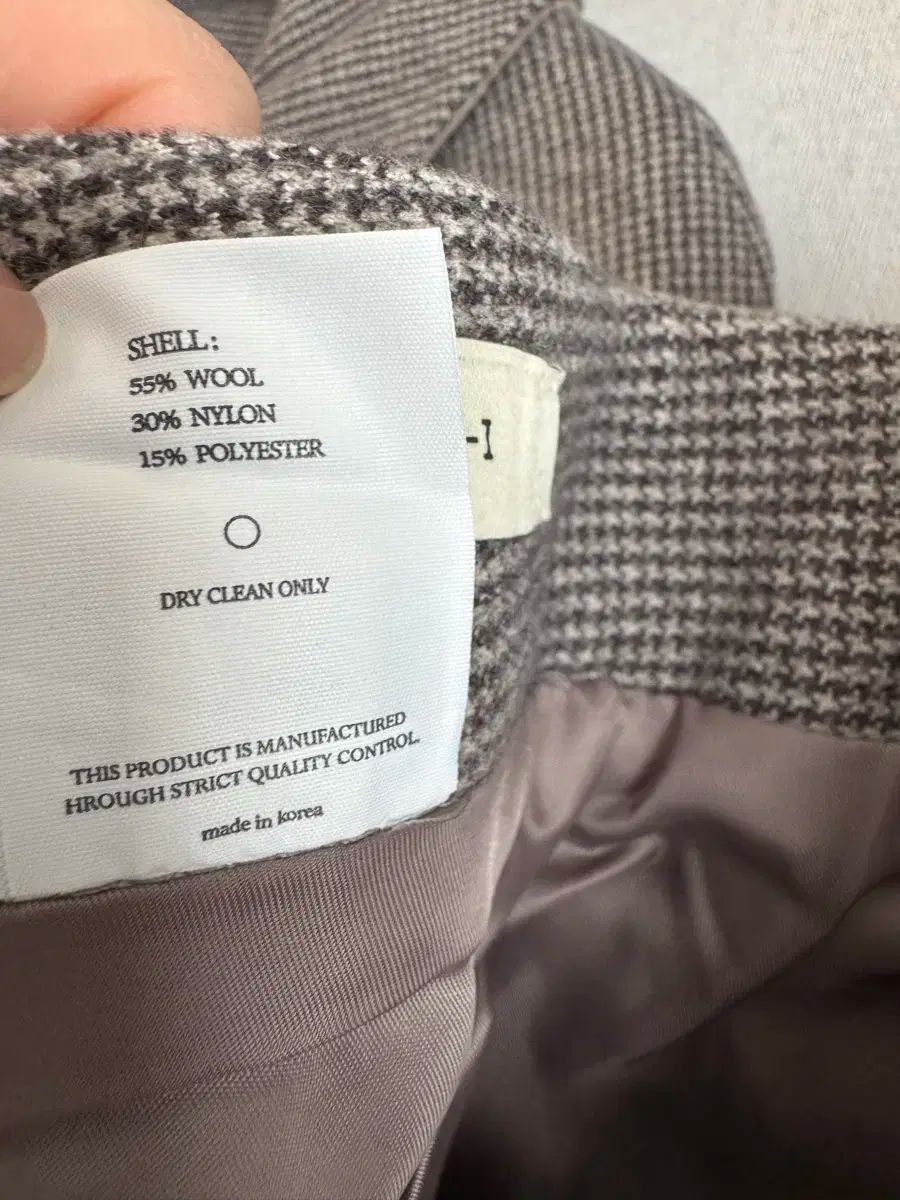 SHELL:
55% WOOL
30% NYLON
15% POLYESTER
DRY CLEAN ONLY
THIS PRODUCT IS MANUFACTURED
HROUGH STRICT QUALITY CONTROL.
made in korea
-1